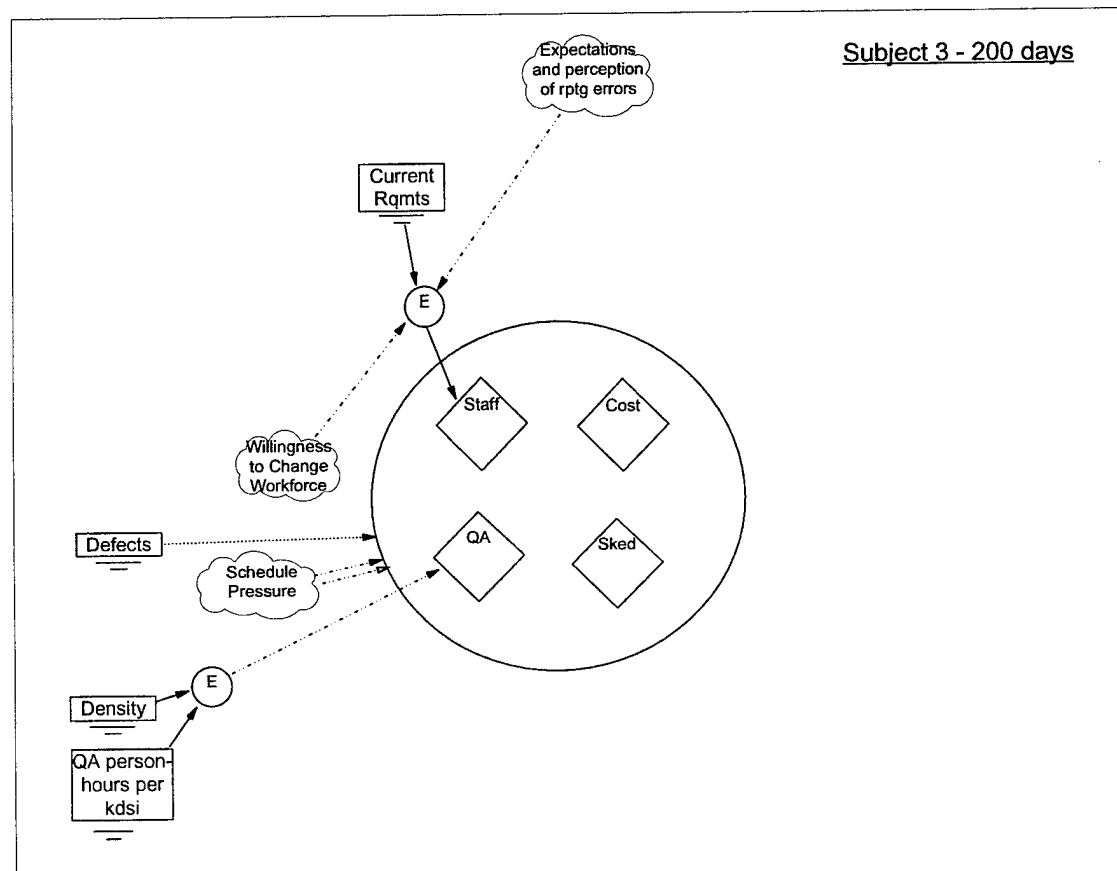 Subject 3 - 200 days
Expectations
and perception
of rptg errors
Current
Rqmts
E
Staff
Cost
Willingness
to Change
Workforce
Defects
QA
Sked
Schedule
Pressure
E
Density
QA person-
hours per
kdsi